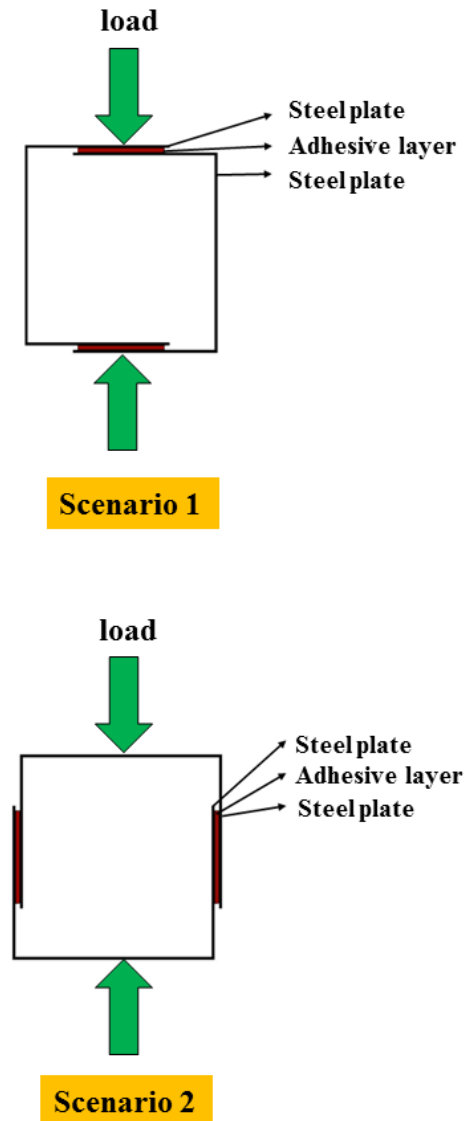 load
Steel plate
Adhesive layer
Steel plate
Scenario 1
load
Steel plate
Adhesive layer
Steel plate
Scenario 2